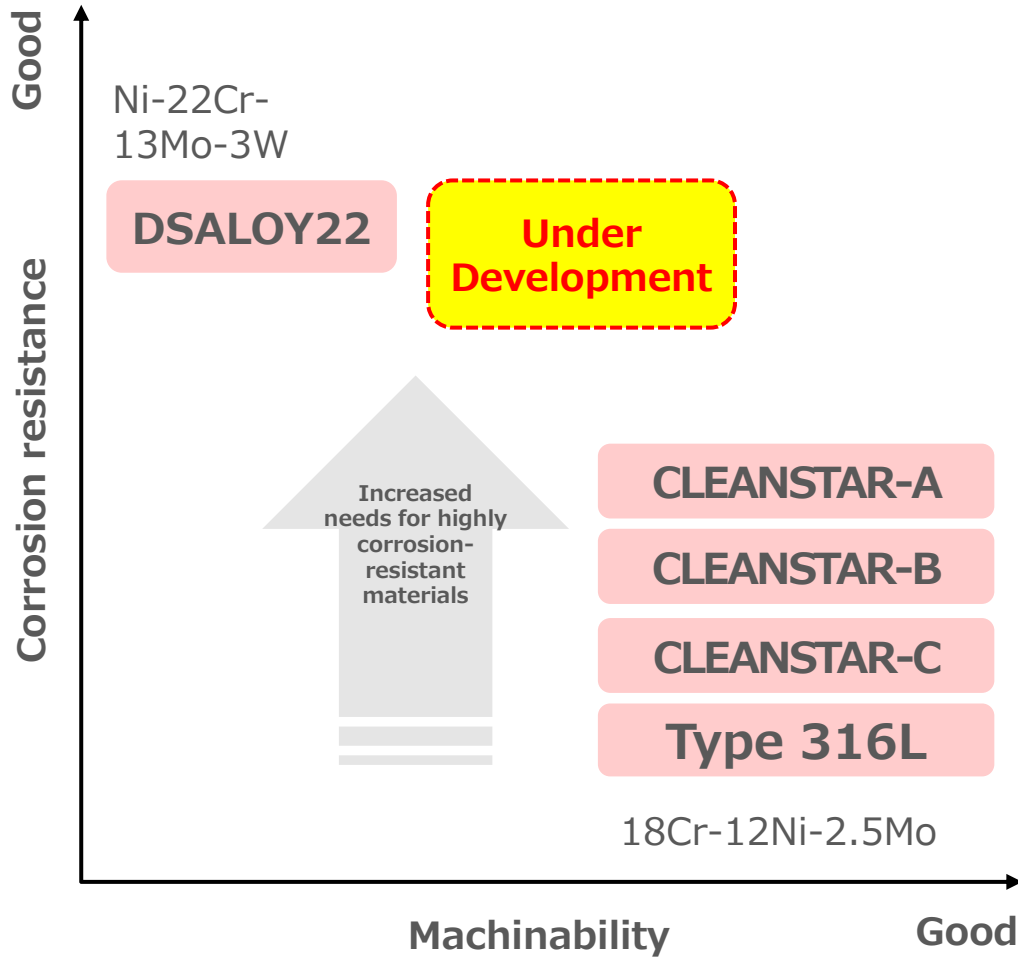 Good
Ni-22Cr-
13Mo-3W
DSALOY22
Under
Development
Corrosion resistance
Increased
needs for highly
corrosion-
resistant
materials
CLEANSTAR-A
CLEANSTAR-B
CLEANSTAR-C
Type 316L
18Cr-12Ni-2.5Mo
Machinability
Good